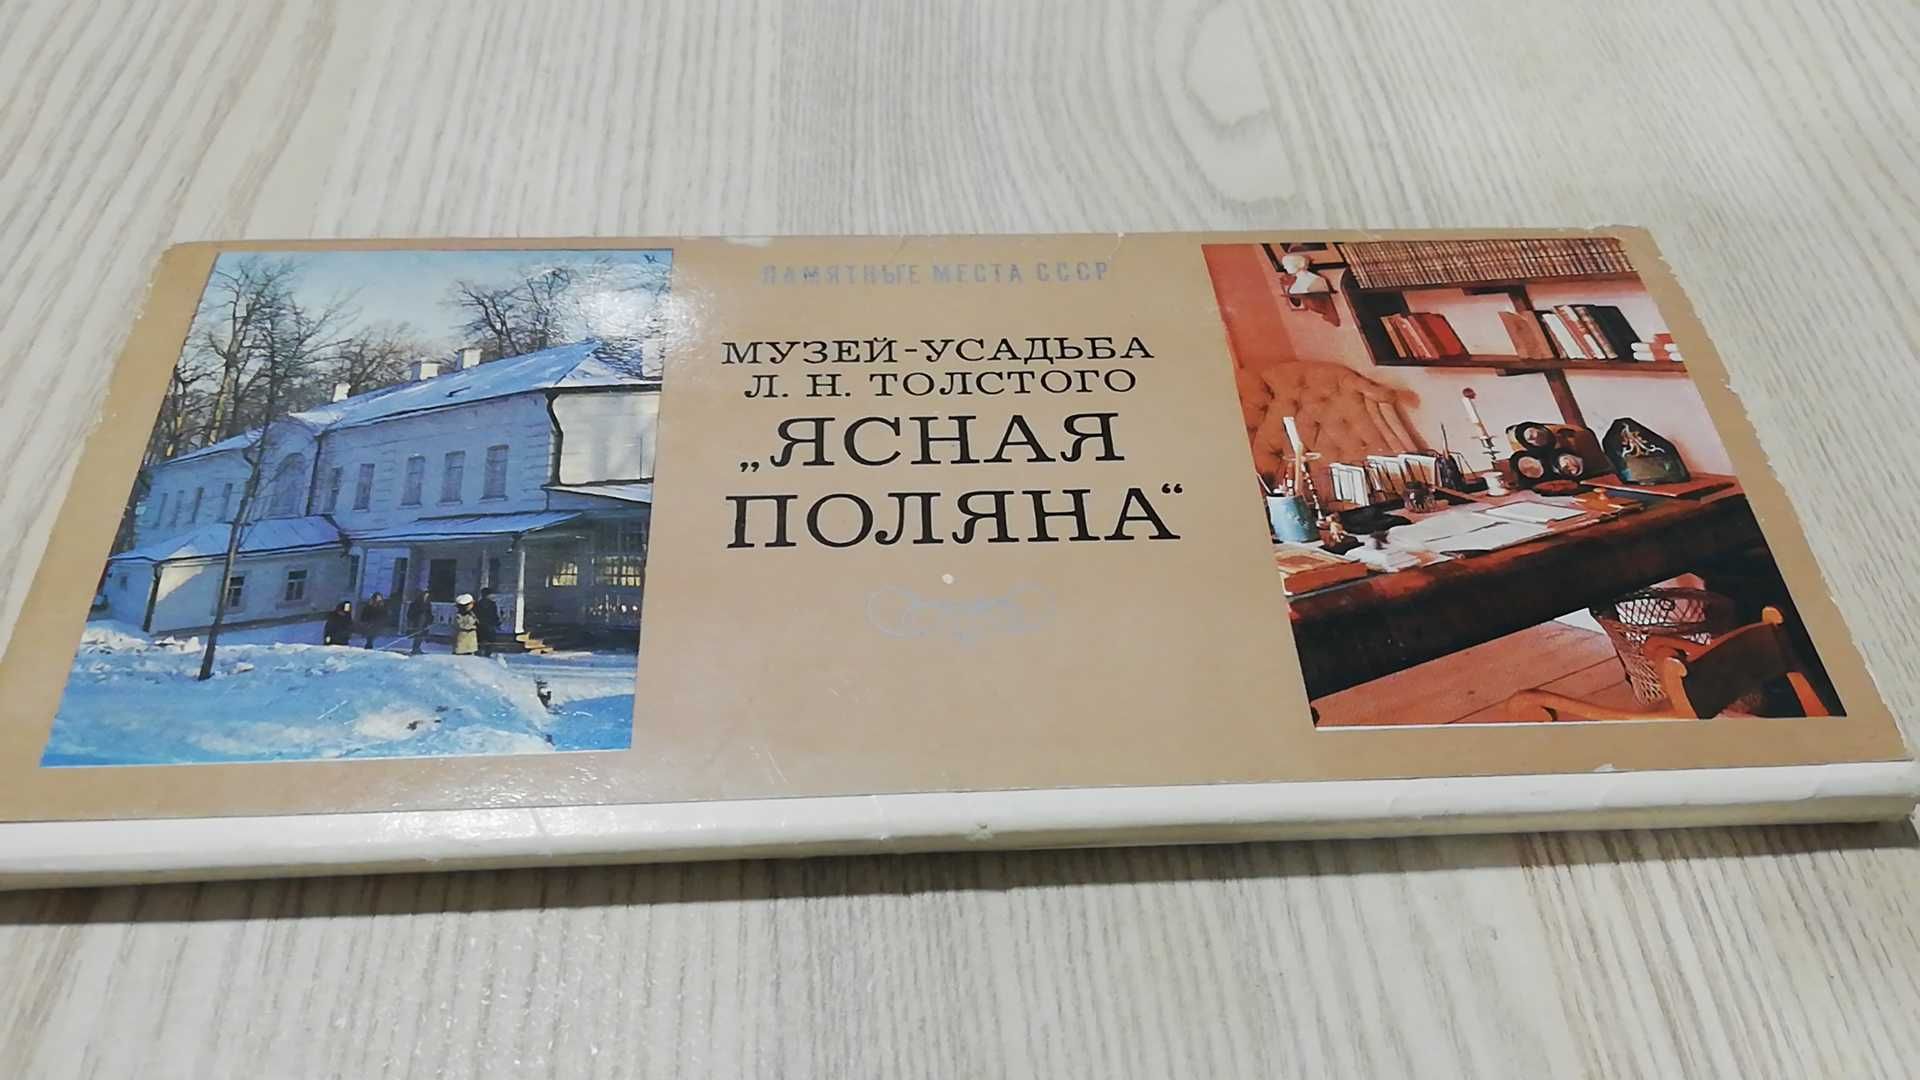 ПАМЯТНЫЕ МЕСТА СССР
МУЗЕЙ-УСАДЬБА
Л. Н. ТОЛСТОГО
„ЯСНАЯ
ПОЛЯНА“